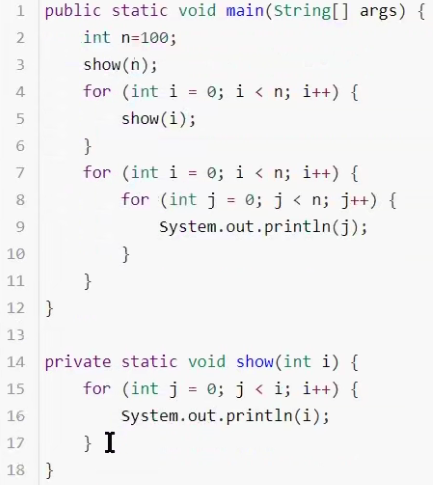 1 public static void main(String[] args) {
2     int n=100;
3     show(n);
4     for (int i = 0; i < n; i++) {
5         show(i);
6     }
7     for (int i = 0; i < n; i++) {
8         for (int j = 0; j < n; j++) {
9             System.out.println(j);
10         }
11     }
12 }
13
14 private static void show(int i) {
15     for (int j = 0; j < i; i++) {
16         System.out.println(i);
17     }
18 }